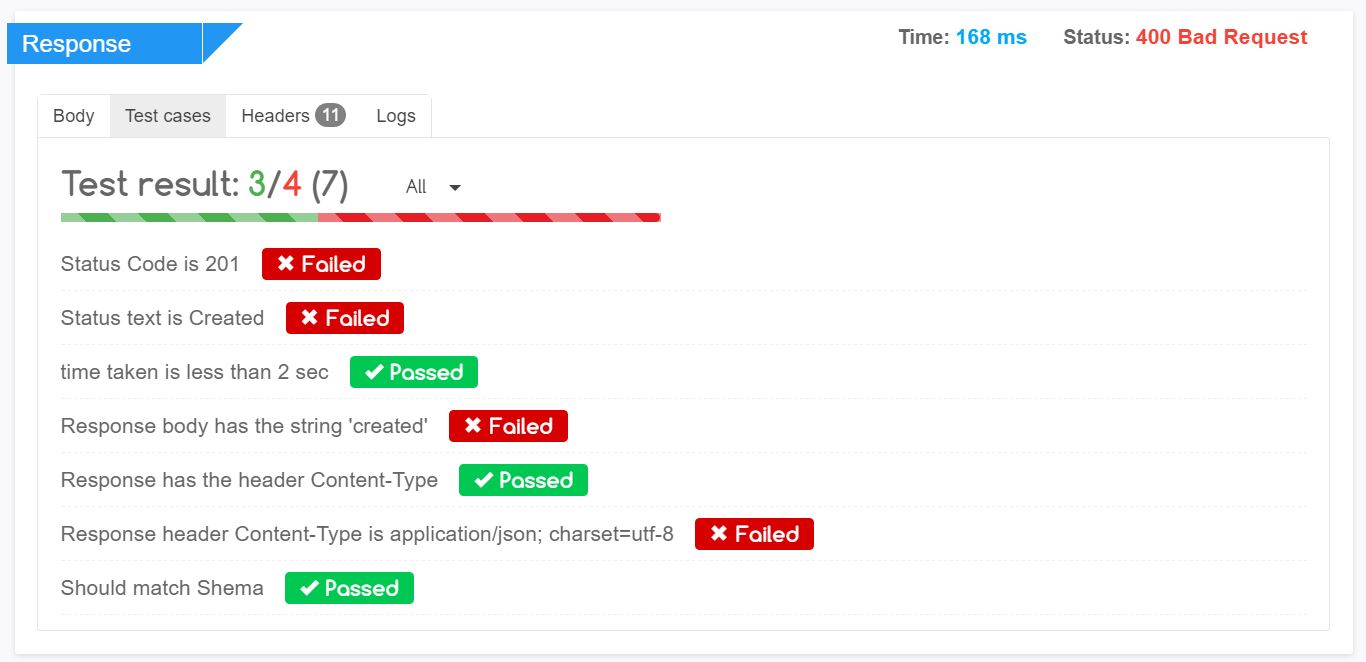 Response
Time: 168 ms Status: 400 Bad Request
Body Test cases Headers 11 Logs
Test result: 3/4 (7) All
Status Code is 201 Failed
Status text is Created Failed
time taken is less than 2 sec Passed
Response body has the string 'created' Failed
Response has the header Content-Type Passed
Response header Content-Type is application/json; charset=utf-8 Failed
Should match Shema Passed